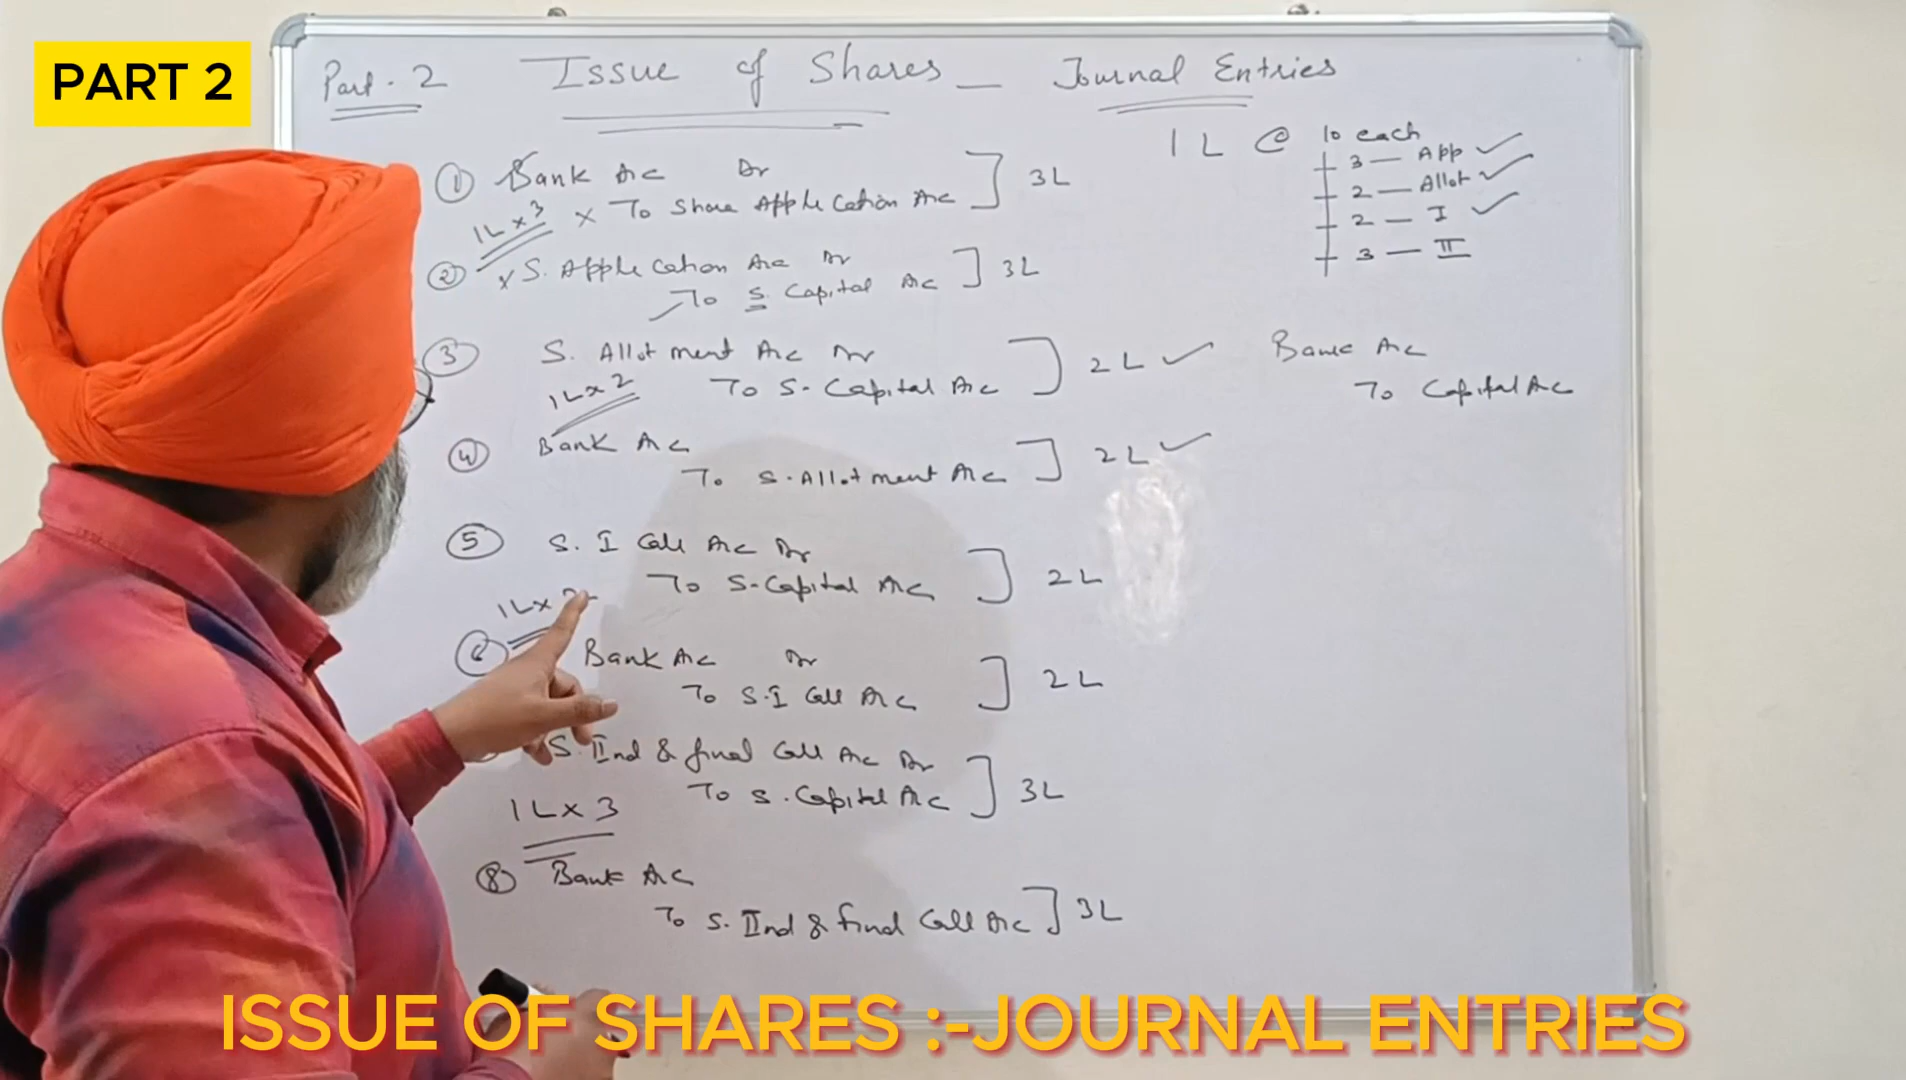 PART 2
Part - 2 Issue of Shares - Journal Entries
1 L @ 10 each
3 — App ✓
2 — Allot ✓
2 — I ✓
3 — II
① Bank A/c Dr
1L x 3 x To Share Application A/c ] 3L
② x S. Application A/c Dr
To S Capital A/c ] 3L
③ S. Allotment A/c Dr
1L x 2 To S. Capital A/c ] 2L ✓
Bank A/c
To Capital A/c
④ Bank A/c
To S. Allotment A/c ] 2L ✓
⑤ S. I Call A/c Dr
1L x To S. Capital A/c ] 2L
⑥ Bank A/c Dr
To S. I Call A/c ] 2L
S. IInd & final Call A/c Dr
1L x 3 To S. Capital A/c ] 3L
⑧ Bank A/c
To S. IInd & final Call A/c ] 3L
ISSUE OF SHARES :-JOURNAL ENTRIES